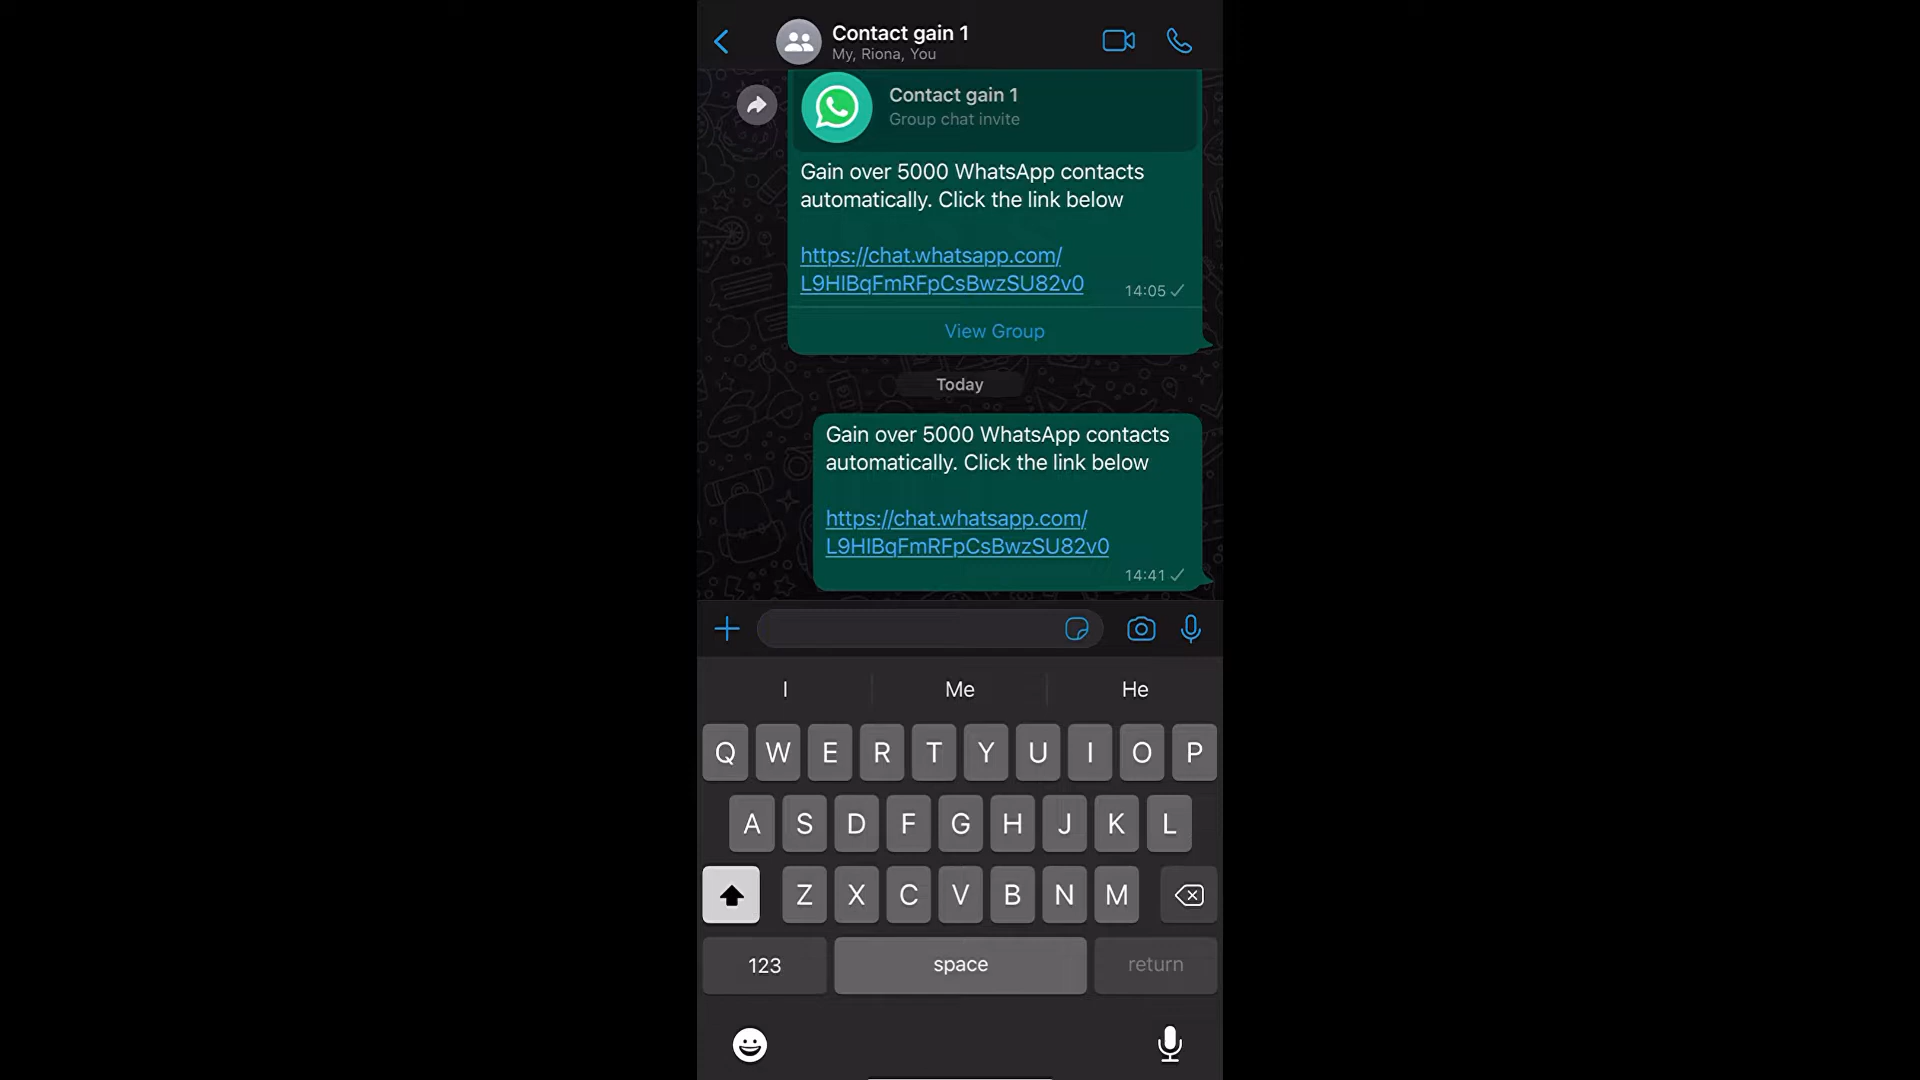 Contact gain 1
My, Riona, You
Contact gain 1
Group chat invite
Gain over 5000 WhatsApp contacts
automatically. Click the link below
https://chat.whatsapp.com/
L9HIBqFmRFpCsBwzSU82v0
14:05
View Group
Today
Gain over 5000 WhatsApp contacts
automatically. Click the link below
https://chat.whatsapp.com/
L9HIBqFmRFpCsBwzSU82v0
14:41
I Me He
Q W E R T Y U I O P
A S D F G H J K L
Z X C V B N M
123 space return